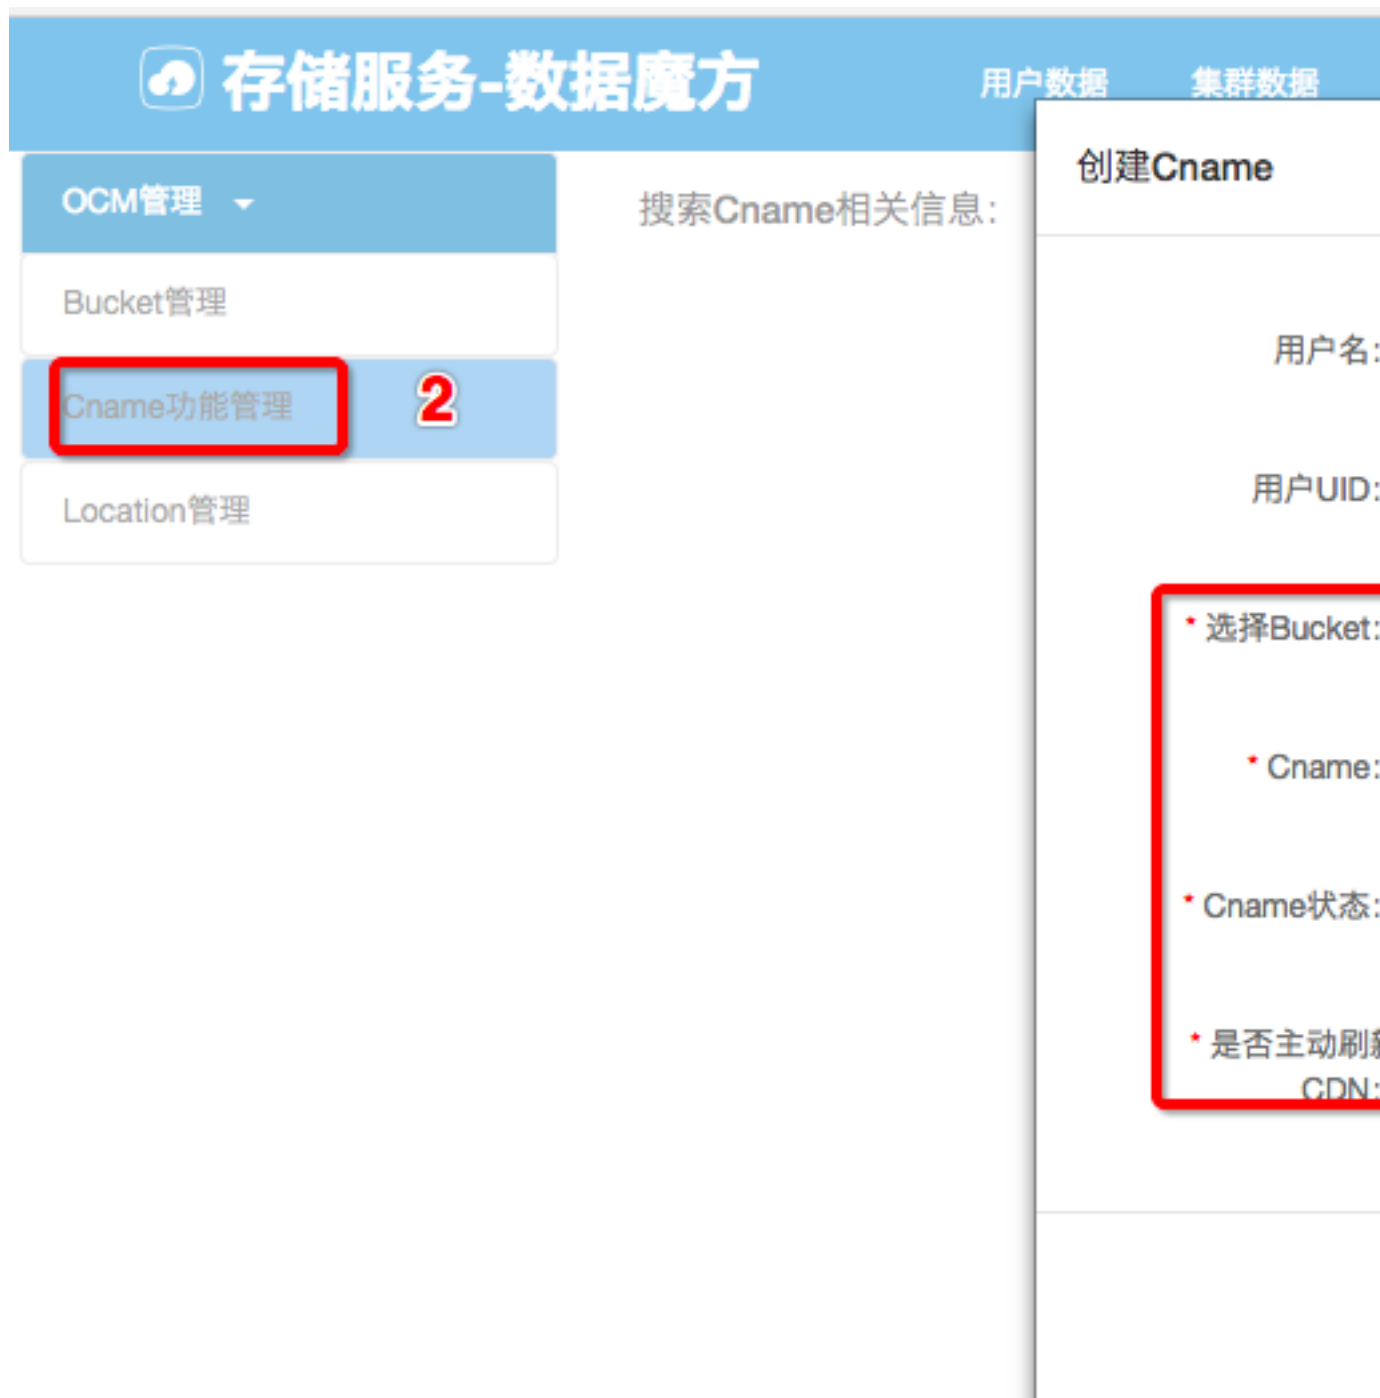 存储服务-数据魔方
用户数据
集群数据
OCM管理
Bucket管理
Cname功能管理
2
Location管理
搜索Cname相关信息：
创建Cname
用户名：
用户UID：
* 选择Bucket：
* Cname：
* Cname状态：
* 是否主动刷
CDN：